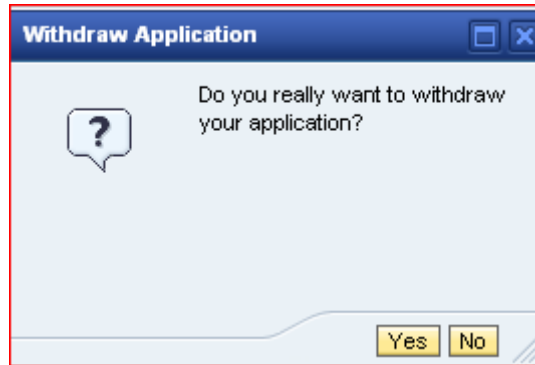 Withdraw Application
Do you really want to withdraw
your application?
?
Yes No